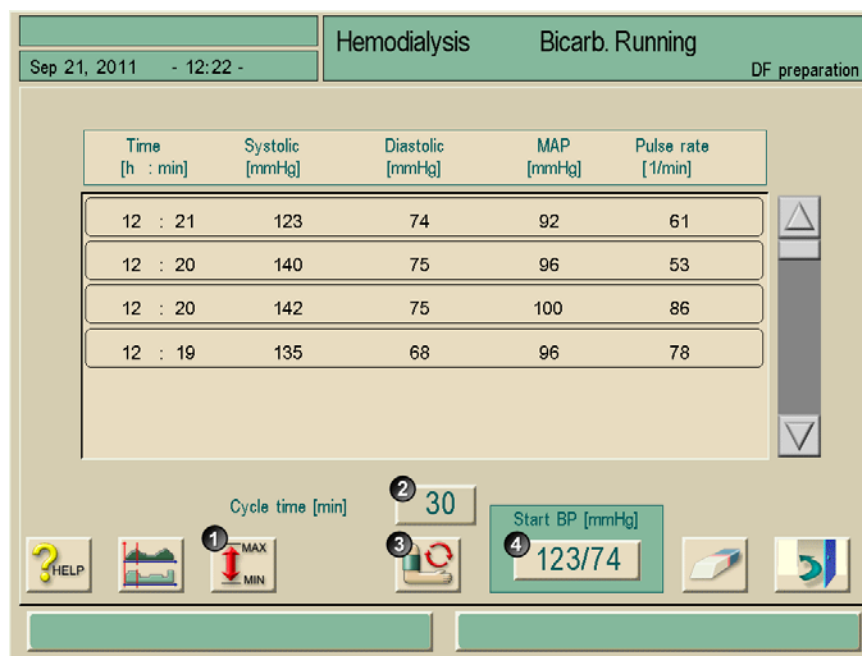 Hemodialysis Bicarb. Running
Sep 21, 2011 - 12:22 -
DF preparation
Time Systolic Diastolic MAP Pulse rate
[h : min] [mmHg] [mmHg] [mmHg] [1/min]
12 : 21 123 74 92 61
12 : 20 140 75 96 53
12 : 20 142 75 100 86
12 : 19 135 68 96 78
Cycle time [min] 2 30
Start BP [mmHg]
?HELP 1 MAX MIN 3 4 123/74